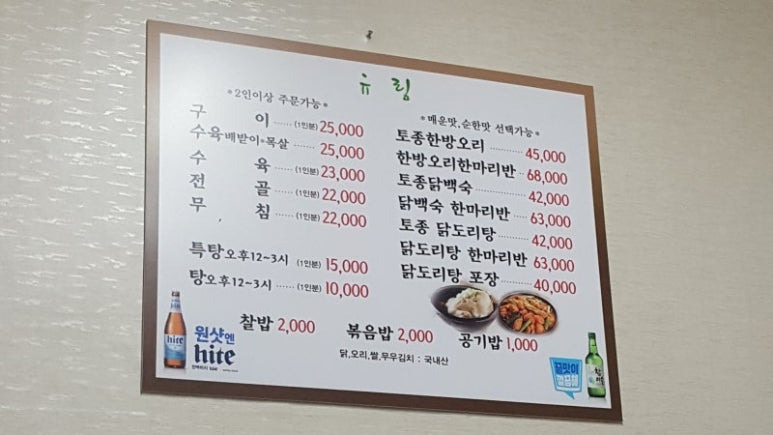 유 림
*2인이상 주문가능*
구 이 ...... (1인분) 25,000
수육 배받이*목살 ...... 25,000
수 육 ...... (1인분) 23,000
전 골 ...... (1인분) 22,000
무 침 ...... (1인분) 22,000
특탕 오후12~3시 (1인분) 15,000
탕 오후12~3시 ...... (1인분) 10,000
*매운맛,순한맛 선택가능*
토종한방오리 ............ 45,000
한방오리한마리반 .. 68,000
토종닭백숙 ............... 42,000
닭백숙 한마리반 ...... 63,000
토종 닭도리탕 .......... 42,000
닭도리탕 한마리반 63,000
닭도리탕 포장 ......... 40,000
찰밥 2,000
볶음밥 2,000
공기밥 1,000
닭,오리,쌀,무우김치 : 국내산
원샷엔
hite
hite